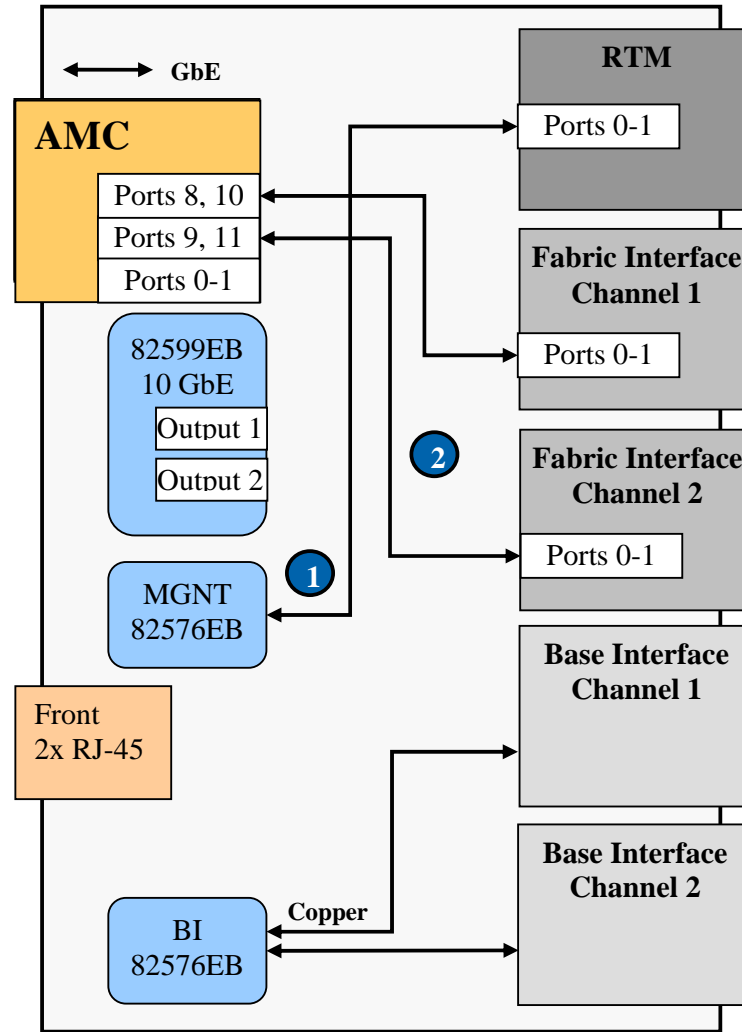 GbE
RTM
Ports 0-1
AMC
Ports 8, 10
Ports 9, 11
Ports 0-1
Fabric Interface
Channel 1
Ports 0-1
82599EB
10 GbE
Output 1
Output 2
2
Fabric Interface
Channel 2
Ports 0-1
1
MGNT
82576EB
Base Interface
Channel 1
Front
2x RJ-45
Base Interface
Channel 2
Copper
BI
82576EB